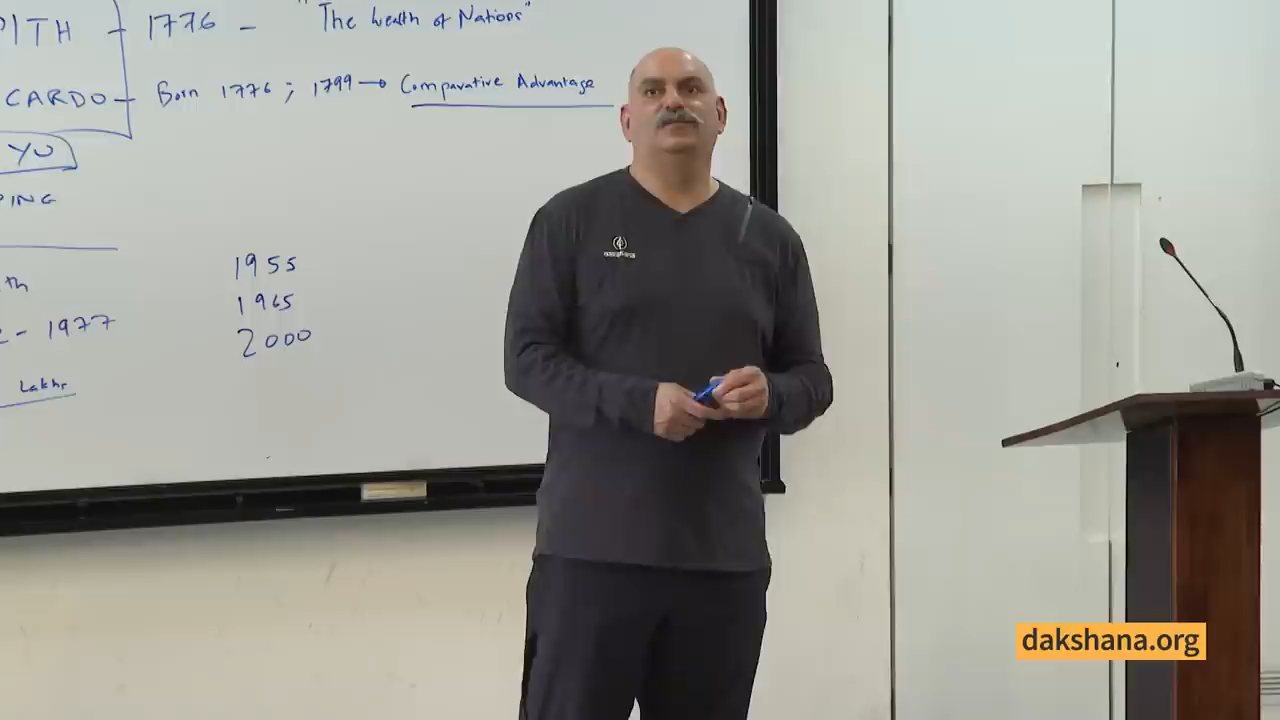 PITH — 1776 – "The Wealth of Nations"
CARDO — Born 1776 ; 1799 → Comparative Advantage
YU
PING
1955
th
1965
– 1977
2000
Lakhs
dakshana.org